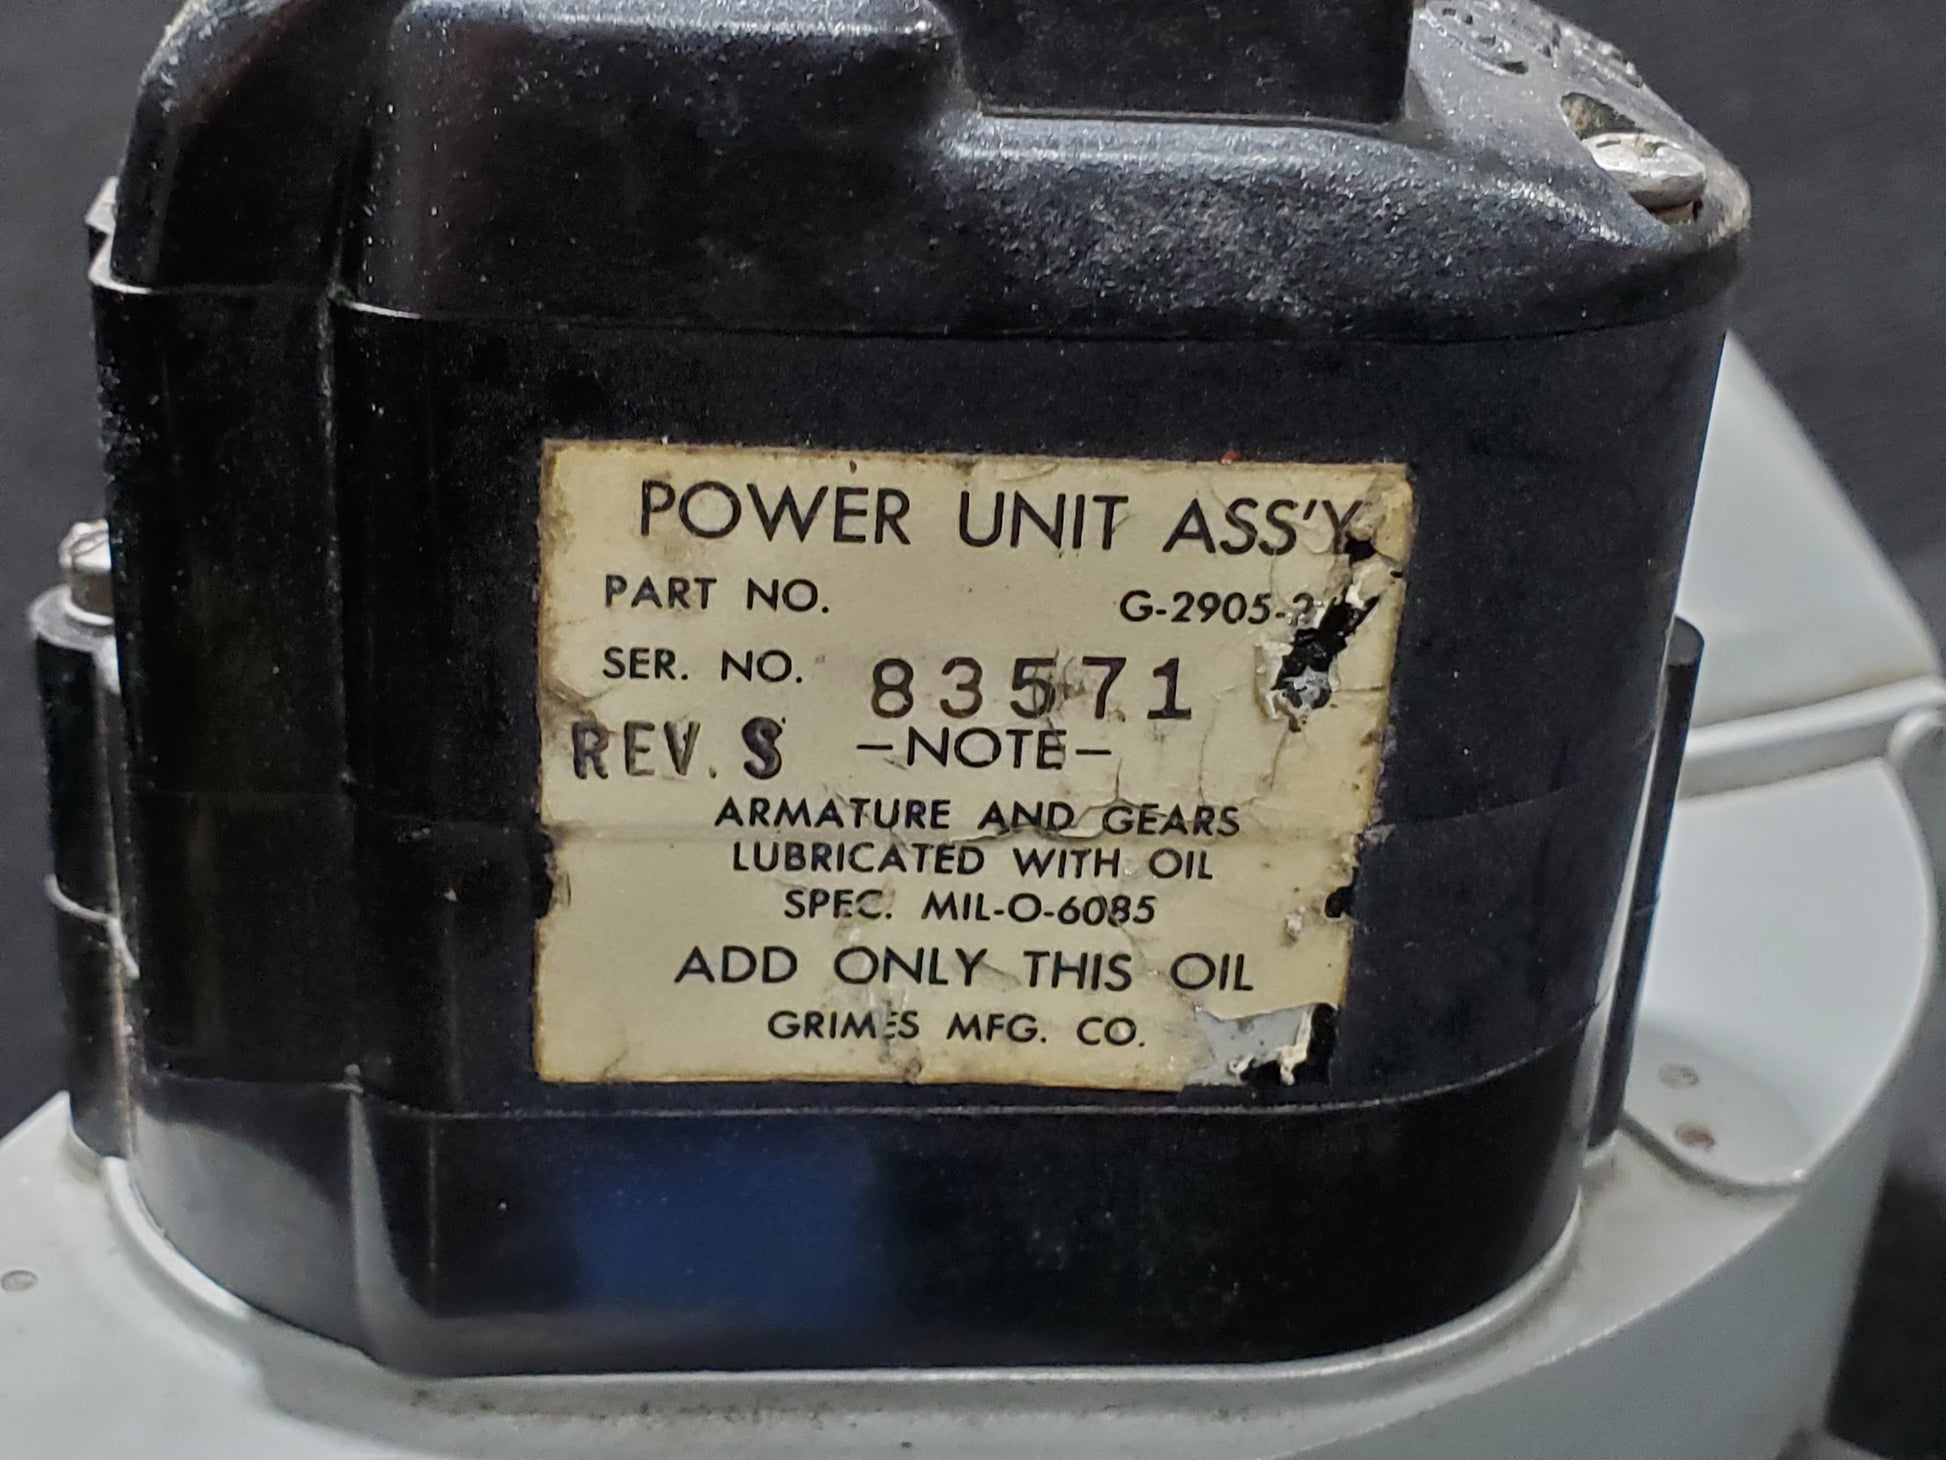 POWER UNIT ASS'Y
PART NO. G-2905-
SER. NO. 83571
REV. S -NOTE-
ARMATURE AND GEARS
LUBRICATED WITH OIL
SPEC. MIL-O-6085
ADD ONLY THIS OIL
GRIMES MFG. CO.